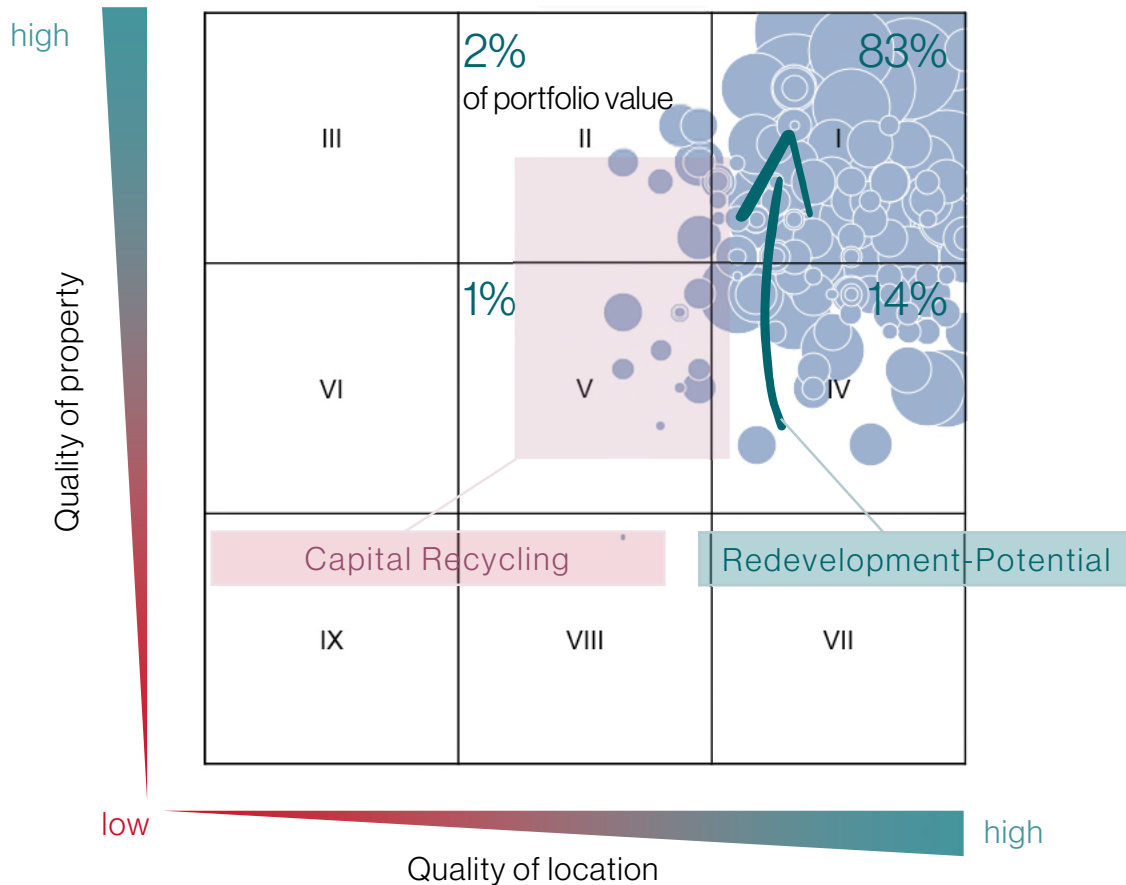 high
2%
83%
of portfolio value
III
II
I
1%
14%
VI
V
IV
Capital Recycling
Redevelopment-Potential
IX
VIII
VII
Quality of property
low
high
Quality of location